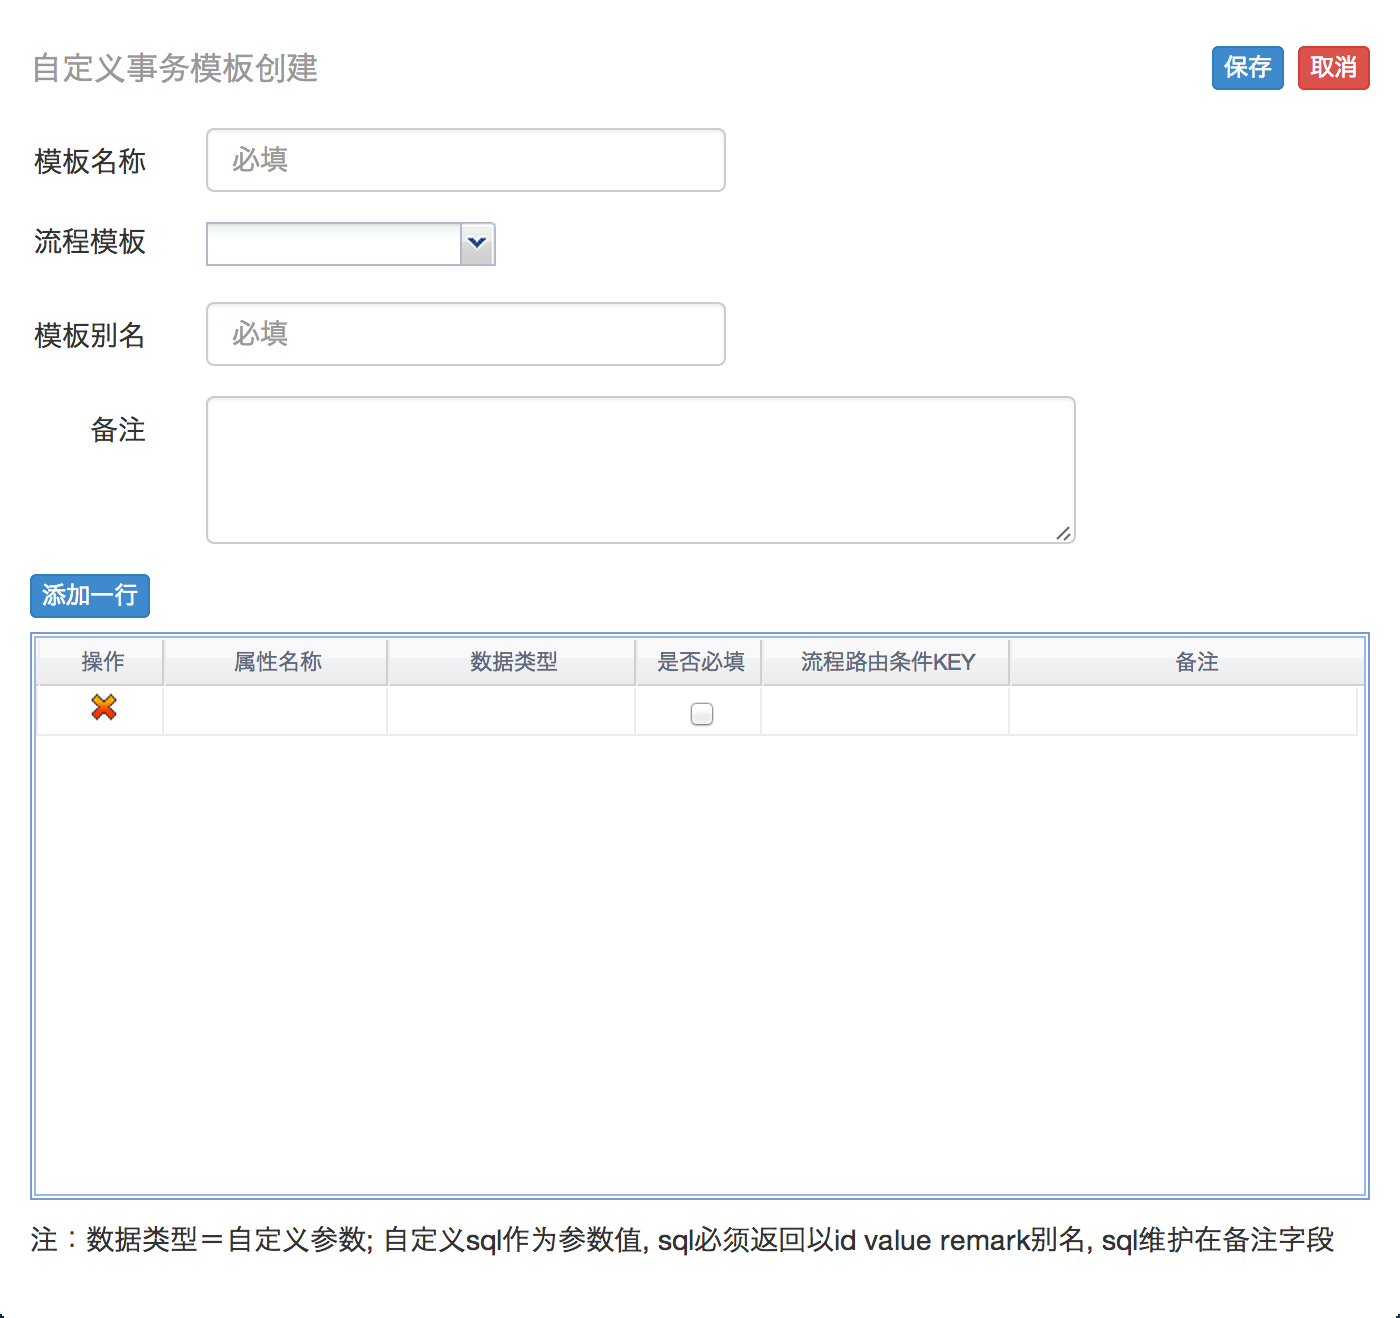 自定义事务模板创建 保存 取消
模板名称 必填
流程模板
模板别名 必填
备注
添加一行
操作 属性名称 数据类型 是否必填 流程路由条件KEY 备注
注：数据类型＝自定义参数; 自定义sql作为参数值, sql必须返回以id value remark别名, sql维护在备注字段